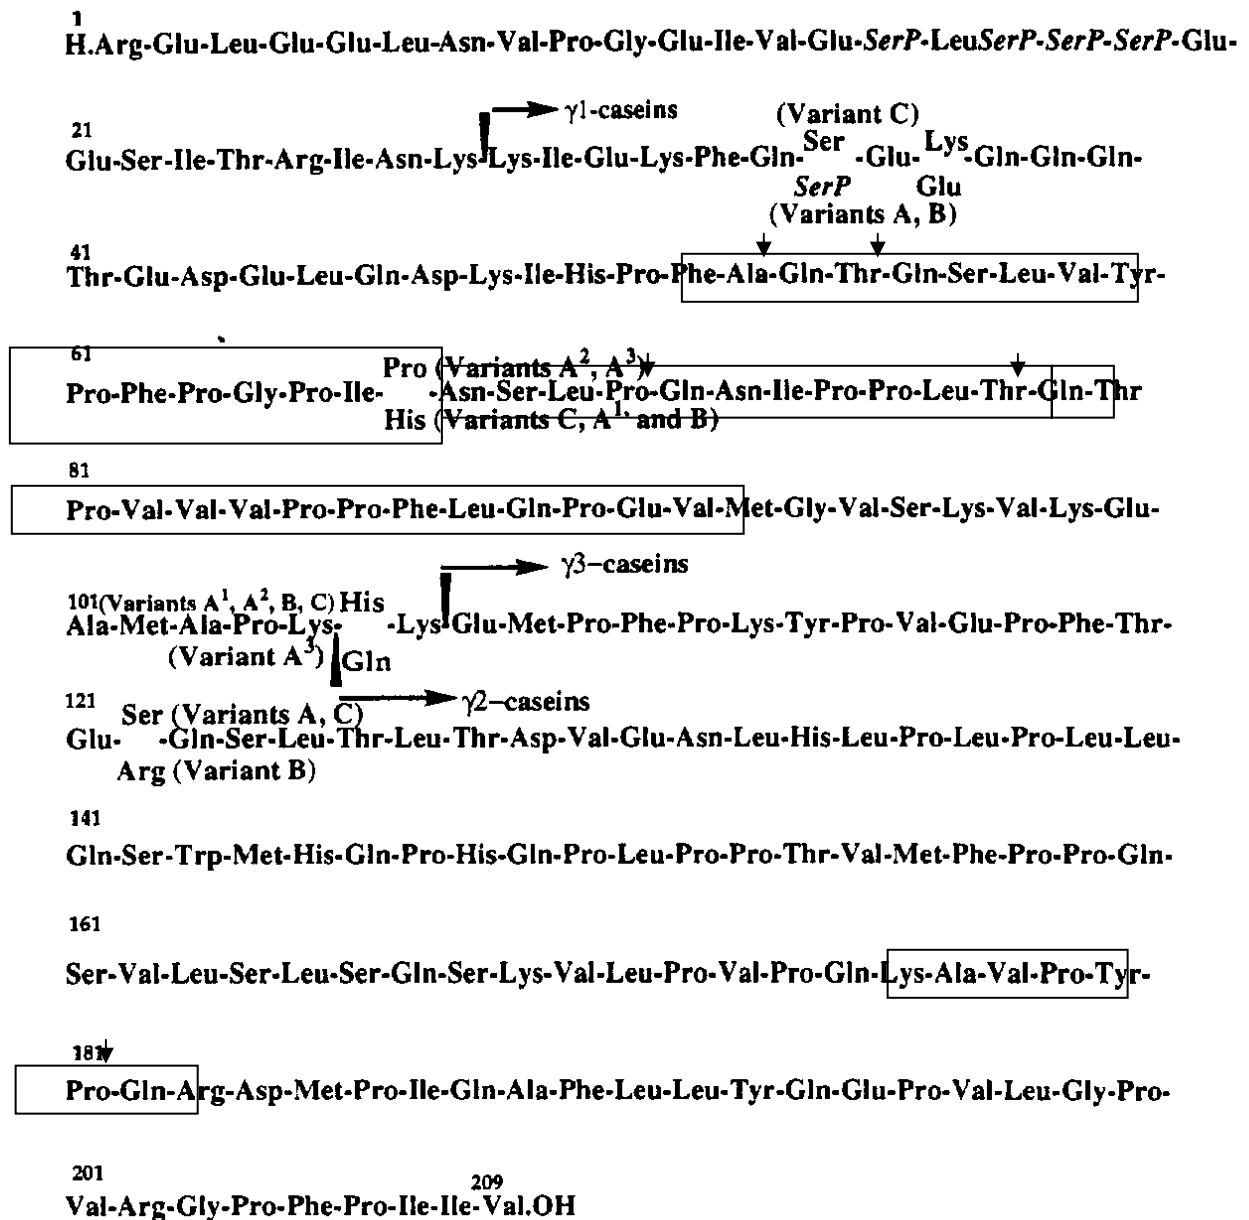 1
H.Arg-Glu-Leu-Glu-Glu-Leu-Asn-Val-Pro-Gly-Glu-Ile-Val-Glu-SerP-LeuSerP-SerP-SerP-Glu-
γ1-caseins (Variant C)
21 Ser Lys
Glu-Ser-Ile-Thr-Arg-Ile-Asn-Lys-Lys-Ile-Glu-Lys-Phe-Gln- -Glu- -Gln-Gln-Gln-
SerP Glu
(Variants A, B)
41
Thr-Glu-Asp-Glu-Leu-Gln-Asp-Lys-Ile-His-Pro-Phe-Ala-Gln-Thr-Gln-Ser-Leu-Val-Tyr-
61
Pro (Variants A², A³)
Pro-Phe-Pro-Gly-Pro-Ile- -Asn-Ser-Leu-Pro-Gln-Asn-Ile-Pro-Pro-Leu-Thr-Gln-Thr
His (Variants C, A¹, and B)
81
Pro-Val-Val-Val-Pro-Pro-Phe-Leu-Gln-Pro-Glu-Val-Met-Gly-Val-Ser-Lys-Val-Lys-Glu-
γ3–caseins
101(Variants A¹, A², B, C) His
Ala-Met-Ala-Pro-Lys- -Lys-Glu-Met-Pro-Phe-Pro-Lys-Tyr-Pro-Val-Glu-Pro-Phe-Thr-
(Variant A³) Gln
γ2–caseins
121 Ser (Variants A, C)
Glu- -Gln-Ser-Leu-Thr-Leu-Thr-Asp-Val-Glu-Asn-Leu-His-Leu-Pro-Leu-Pro-Leu-Leu-
Arg (Variant B)
141
Gln-Ser-Trp-Met-His-Gln-Pro-His-Gln-Pro-Leu-Pro-Pro-Thr-Val-Met-Phe-Pro-Pro-Gln-
161
Ser-Val-Leu-Ser-Leu-Ser-Gln-Ser-Lys-Val-Leu-Pro-Val-Pro-Gln-Lys-Ala-Val-Pro-Tyr-
181
Pro-Gln-Arg-Asp-Met-Pro-Ile-Gln-Ala-Phe-Leu-Leu-Tyr-Gln-Glu-Pro-Val-Leu-Gly-Pro-
201 209
Val-Arg-Gly-Pro-Phe-Pro-Ile-Ile-Val.OH